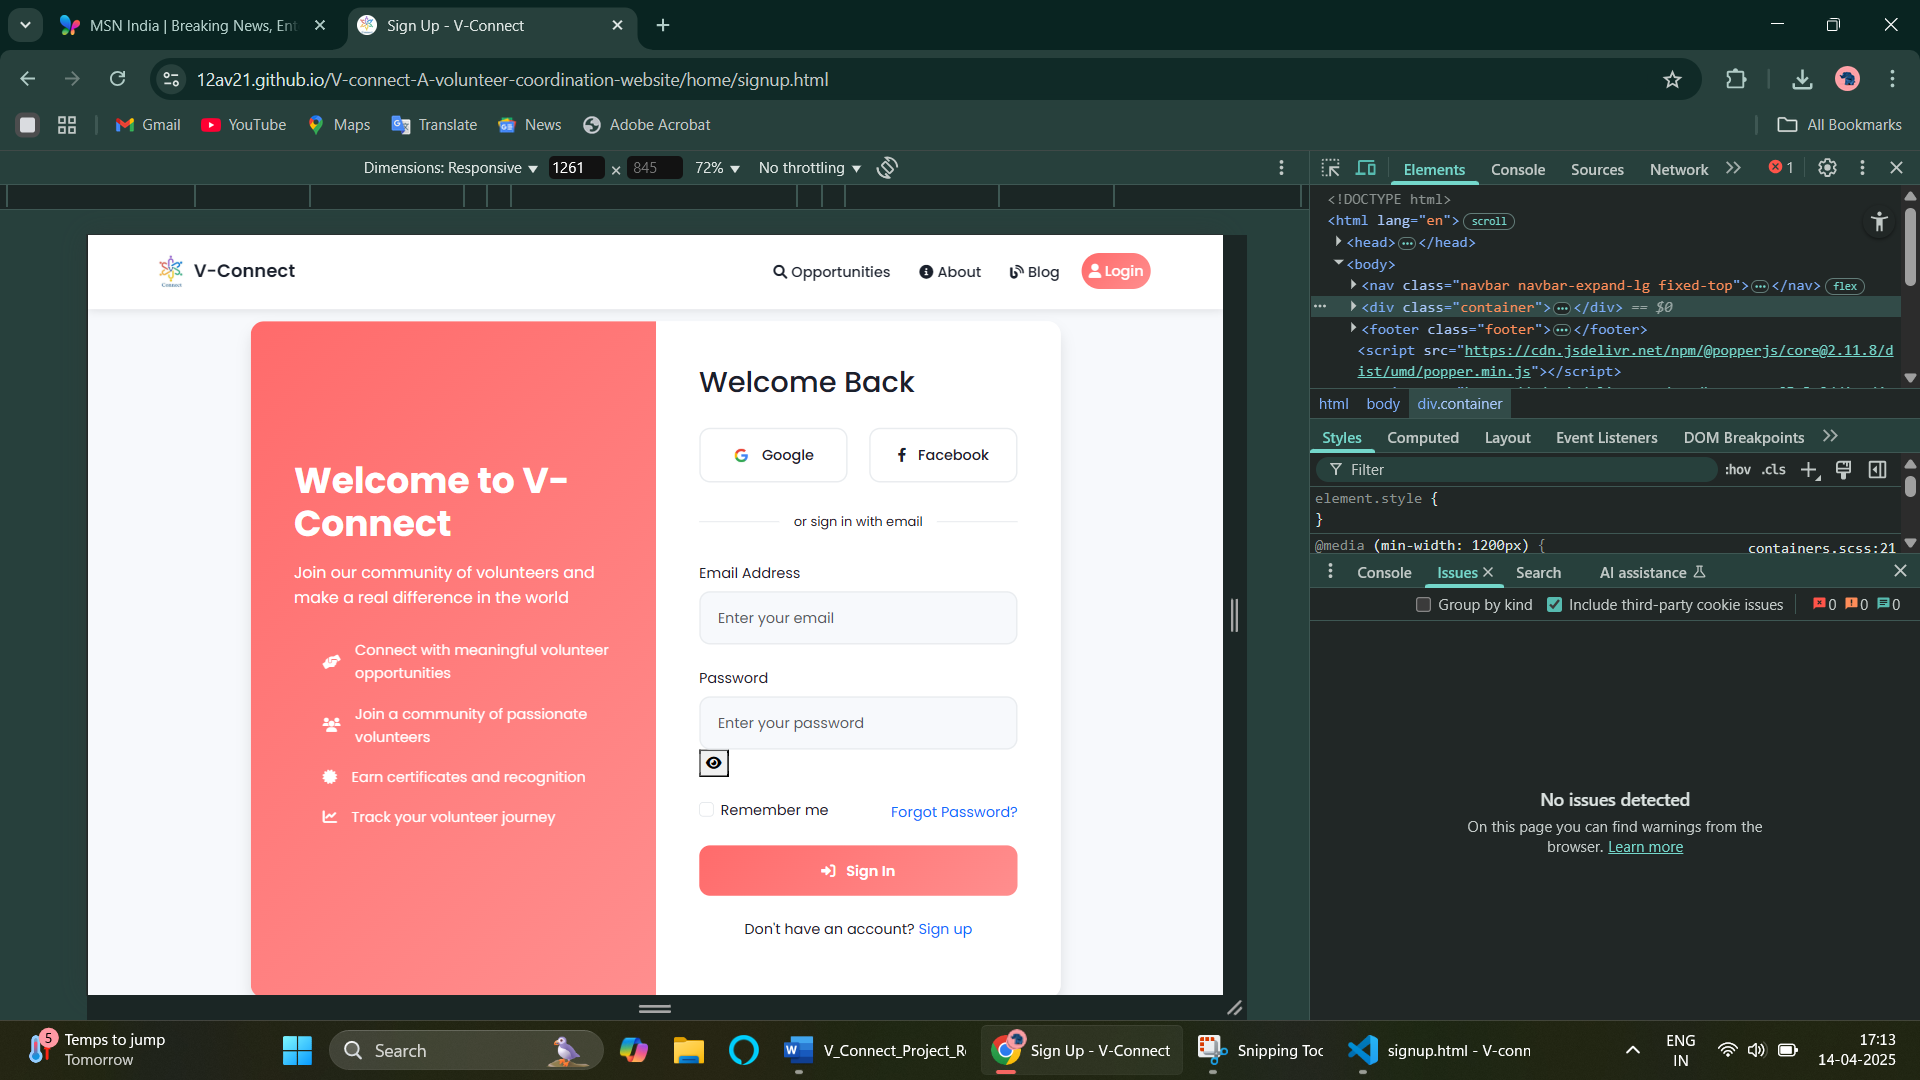 MSN India | Breaking News, Ent
Sign Up - V-Connect
12av21.github.io/V-connect-A-volunteer-coordination-website/home/signup.html
Gmail
YouTube
Maps
Translate
News
Adobe Acrobat
All Bookmarks
Dimensions: Responsive
1261
×
845
72%
No throttling
Elements
Console
Sources
Network
1
<!DOCTYPE html>
<html lang="en"> scroll
<head> </head>
<body>
<nav class="navbar navbar-expand-lg fixed-top"> </nav> flex
<div class="container"> </div> == $0
<footer class="footer"> </footer>
<script src="https://cdn.jsdelivr.net/npm/@popperjs/core@2.11.8/d
ist/umd/popper.min.js"></script>
html body div.container
Styles
Computed
Layout
Event Listeners
DOM Breakpoints
Filter
:hov .cls
element.style {
}
@media (min-width: 1200px) {
containers.scss:21
Console
Issues
Search
AI assistance
Group by kind
Include third-party cookie issues
0 0 0
No issues detected
On this page you can find warnings from the
browser. Learn more
Connect
V-Connect
Opportunities
About
Blog
Login
Welcome to V-
Connect
Join our community of volunteers and
make a real difference in the world
Connect with meaningful volunteer
opportunities
Join a community of passionate
volunteers
Earn certificates and recognition
Track your volunteer journey
Welcome Back
Google
Facebook
or sign in with email
Email Address
Enter your email
Password
Enter your password
Remember me
Forgot Password?
Sign In
Don't have an account? Sign up
5
Temps to jump
Tomorrow
Search
V_Connect_Project_R
Sign Up - V-Connect
Snipping Toc
signup.html - V-conn
ENG
IN
17:13
14-04-2025